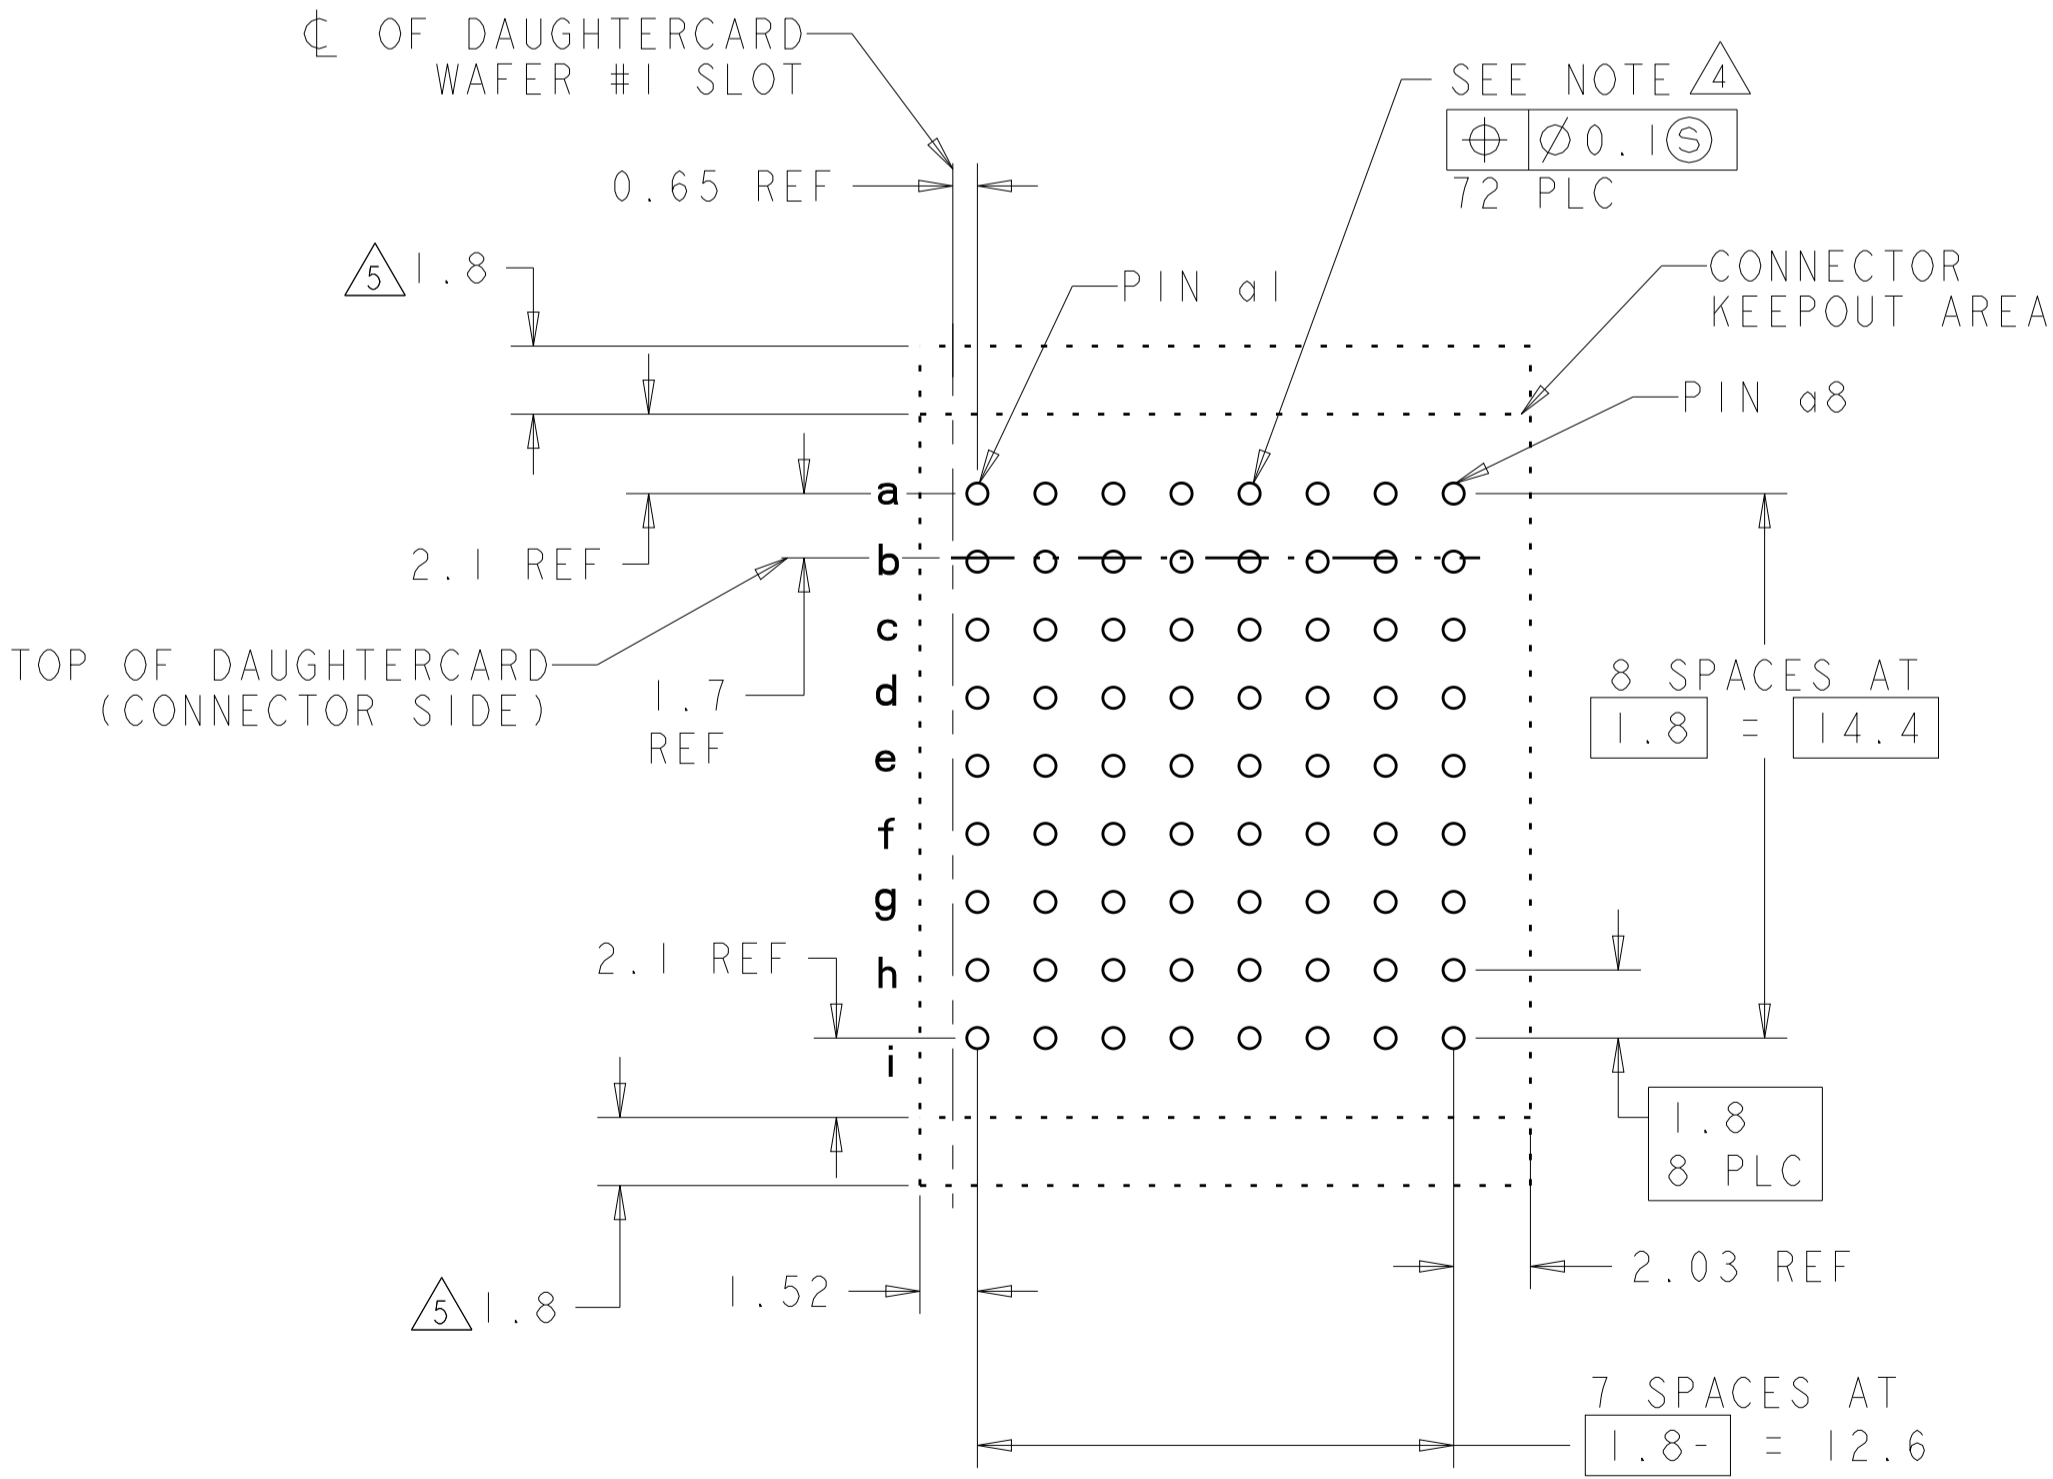 ℄ OF DAUGHTERCARD
WAFER #1 SLOT
SEE NOTE 4
⌖ ∅0.1Ⓢ
72 PLC
0.65 REF
5 1.8
PIN a1
CONNECTOR
KEEPOUT AREA
PIN a8
a
2.1 REF
b
c
TOP OF DAUGHTERCARD
(CONNECTOR SIDE)
1.7
REF
d
8 SPACES AT
1.8 = 14.4
e
f
g
2.1 REF
h
i
1.8
8 PLC
2.03 REF
1.52
5 1.8
7 SPACES AT
1.8- = 12.6